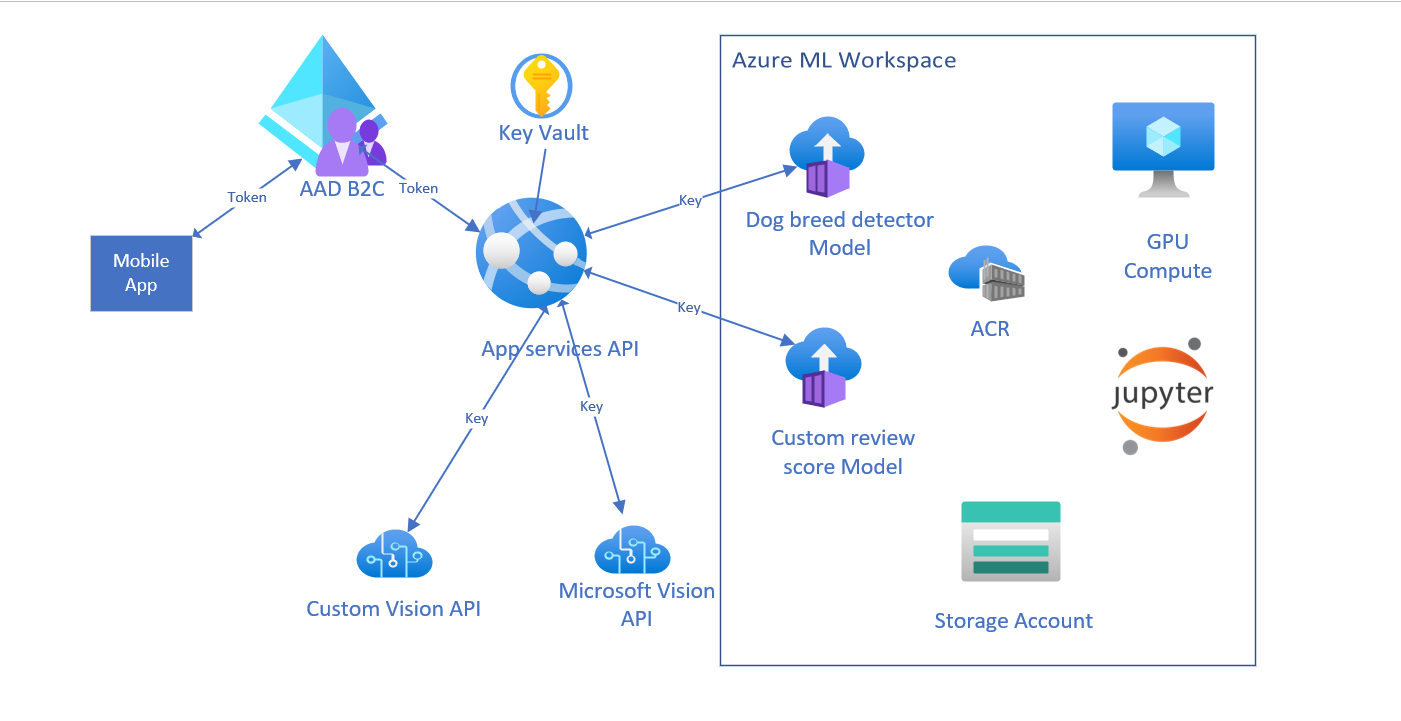 Azure ML Workspace
Key Vault
AAD B2C
Token
Token
Mobile
App
Key
Dog breed detector
Model
GPU
Compute
ACR
Key
App services API
jupyter
Key
Key
Custom review
score Model
Custom Vision API
Microsoft Vision
API
Storage Account